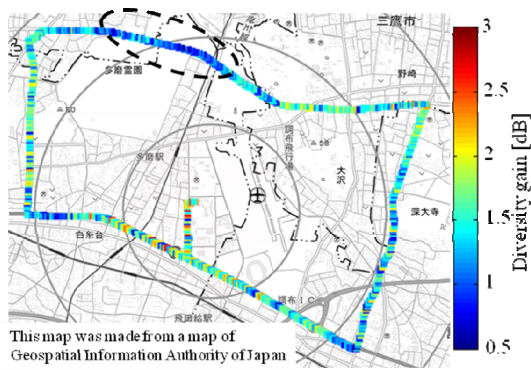 三鷹市
野崎
多磨霊園
調布飛行場
多磨駅
大沢
深大寺
白糸台
調布IC
飛田給駅
This map was made from a map of
Geospatial Information Authority of Japan
3
2.5
2
1.5
1
0.5
Diversity gain [dB]